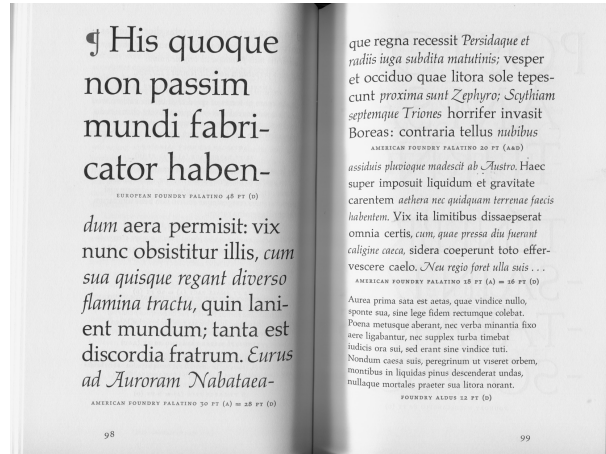 ¶ His quoque
non passim
mundi fabri-
cator haben-
EUROPEAN FOUNDRY PALATINO 48 PT (D)
dum aera permisit: vix
nunc obsistitur illis, cum
sua quisque regant diverso
flamina tractu, quin lani-
ent mundum; tanta est
discordia fratrum. Eurus
ad Auroram Nabataea-
AMERICAN FOUNDRY PALATINO 30 PT (A) = 28 PT (D)
98
que regna recessit Persidaque et
radiis iuga subdita matutinis; vesper
et occiduo quae litora sole tepes-
cunt proxima sunt Zephyro; Scythiam
septemque Triones horrifer invasit
Boreas: contraria tellus nubibus
AMERICAN FOUNDRY PALATINO 20 PT (A&D)
assiduis pluvioque madescit ab Austro. Haec
super imposuit liquidum et gravitate
carentem aethera nec quidquam terrenae faecis
habentem. Vix ita limitibus dissaepserat
omnia certis, cum, quae pressa diu fuerant
caligine caeca, sidera coeperunt toto effer-
vescere caelo. Neu regio foret ulla suis . . .
AMERICAN FOUNDRY PALATINO 18 PT (A) = 16 PT (D)
Aurea prima sata est aetas, quae vindice nullo,
sponte sua, sine lege fidem rectumque colebat.
Poena metusque aberant, nec verba minantia fixo
aere ligabantur, nec supplex turba timebat
iudicis ora sui, sed erant sine vindice tuti.
Nondum caesa suis, peregrinum ut viseret orbem,
montibus in liquidas pinus descenderat undas,
nullaque mortales praeter sua litora norant.
FOUNDRY ALDUS 12 PT (D)
99